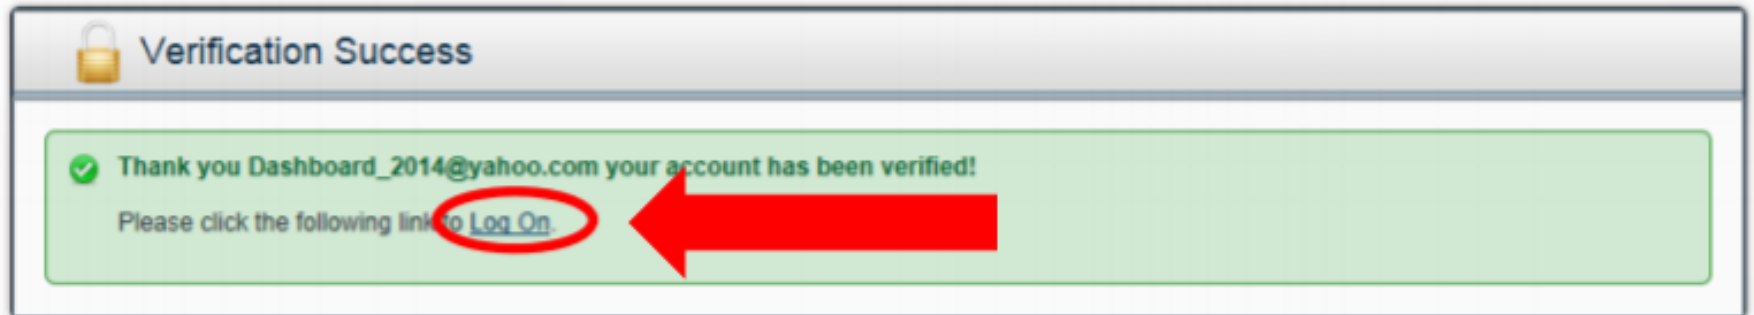 Verification Success
Thank you Dashboard_2014@yahoo.com your account has been verified!
Please click the following link to Log On.